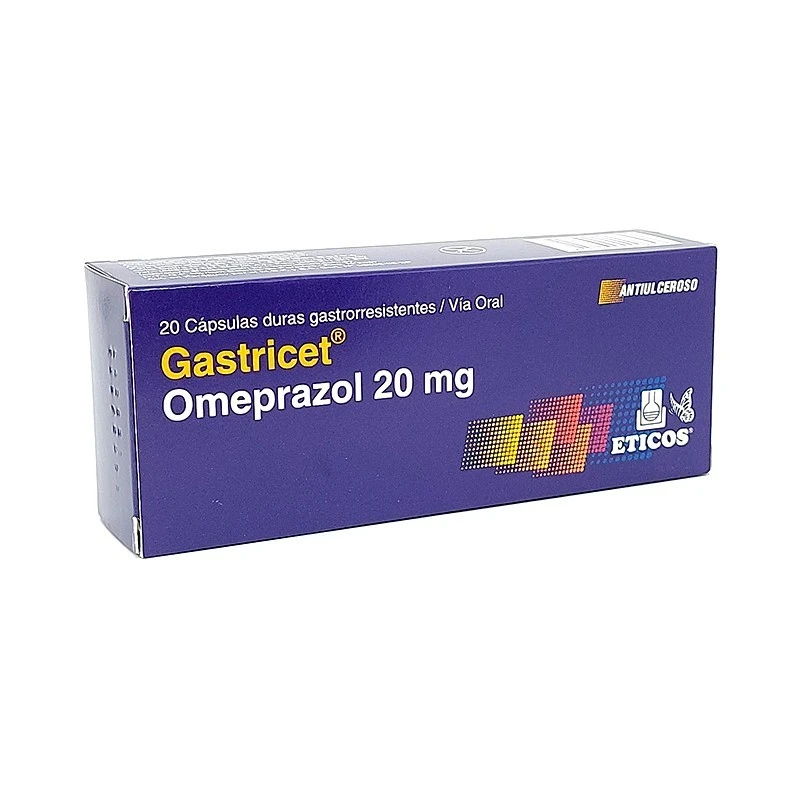 ANTIULCEROSO
20 Cápsulas duras gastrorresistentes / Vía Oral
Gastricet®
Omeprazol 20 mg
ETICOS®